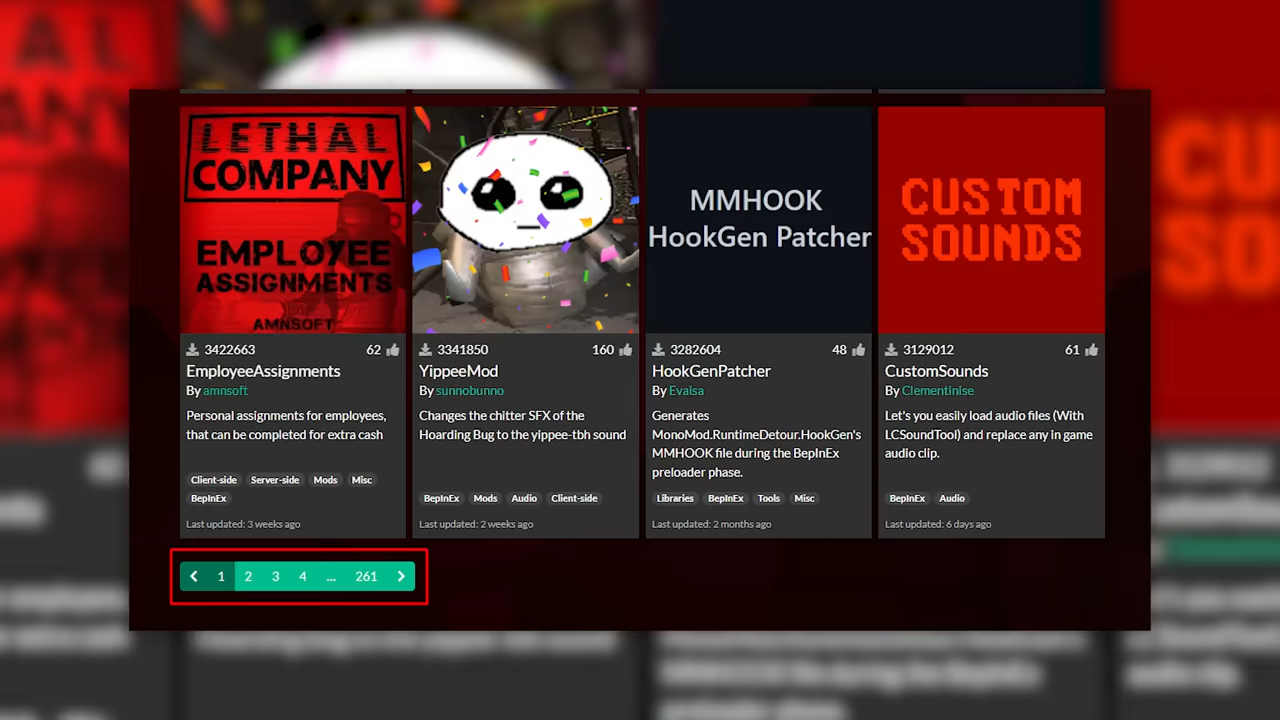 LETHAL
COMPANY
EMPLOYEE
ASSIGNMENTS
AMNSOFT
3422663 62
EmployeeAssignments
By amnsoft
Personal assignments for employees,
that can be completed for extra cash
Client-side Server-side Mods Misc
BepInEx
Last updated: 3 weeks ago
3341850 160
YippeeMod
By sunnobunno
Changes the chitter SFX of the
Hoarding Bug to the yippee-tbh sound
BepInEx Mods Audio Client-side
Last updated: 2 weeks ago
MMHOOK
HookGen Patcher
3282604 48
HookGenPatcher
By Evaisa
Generates
MonoMod.RuntimeDetour.HookGen's
MMHOOK file during the BepInEx
preloader phase.
Libraries BepInEx Tools Misc
Last updated: 2 months ago
CUSTOM
SOUNDS
3129012 61
CustomSounds
By Clementinise
Let's you easily load audio files (With
LCSoundTool) and replace any in game
audio clip.
BepInEx Audio
Last updated: 6 days ago
1 2 3 4 ... 261